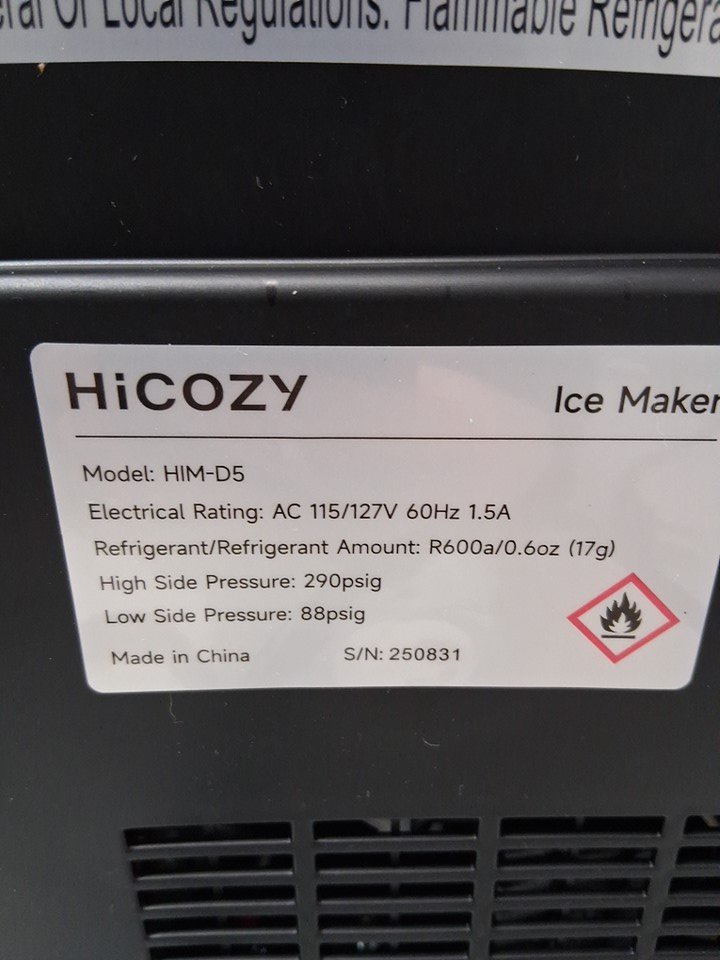 Of Local Regulations. Flammable
HiCOZY
Ice Maker
Model: HIM-D5
Electrical Rating: AC 115/127V 60Hz 1.5A
Refrigerant/Refrigerant Amount: R600a/0.6oz (17g)
High Side Pressure: 290psig
Low Side Pressure: 88psig
Made in China S/N: 250831